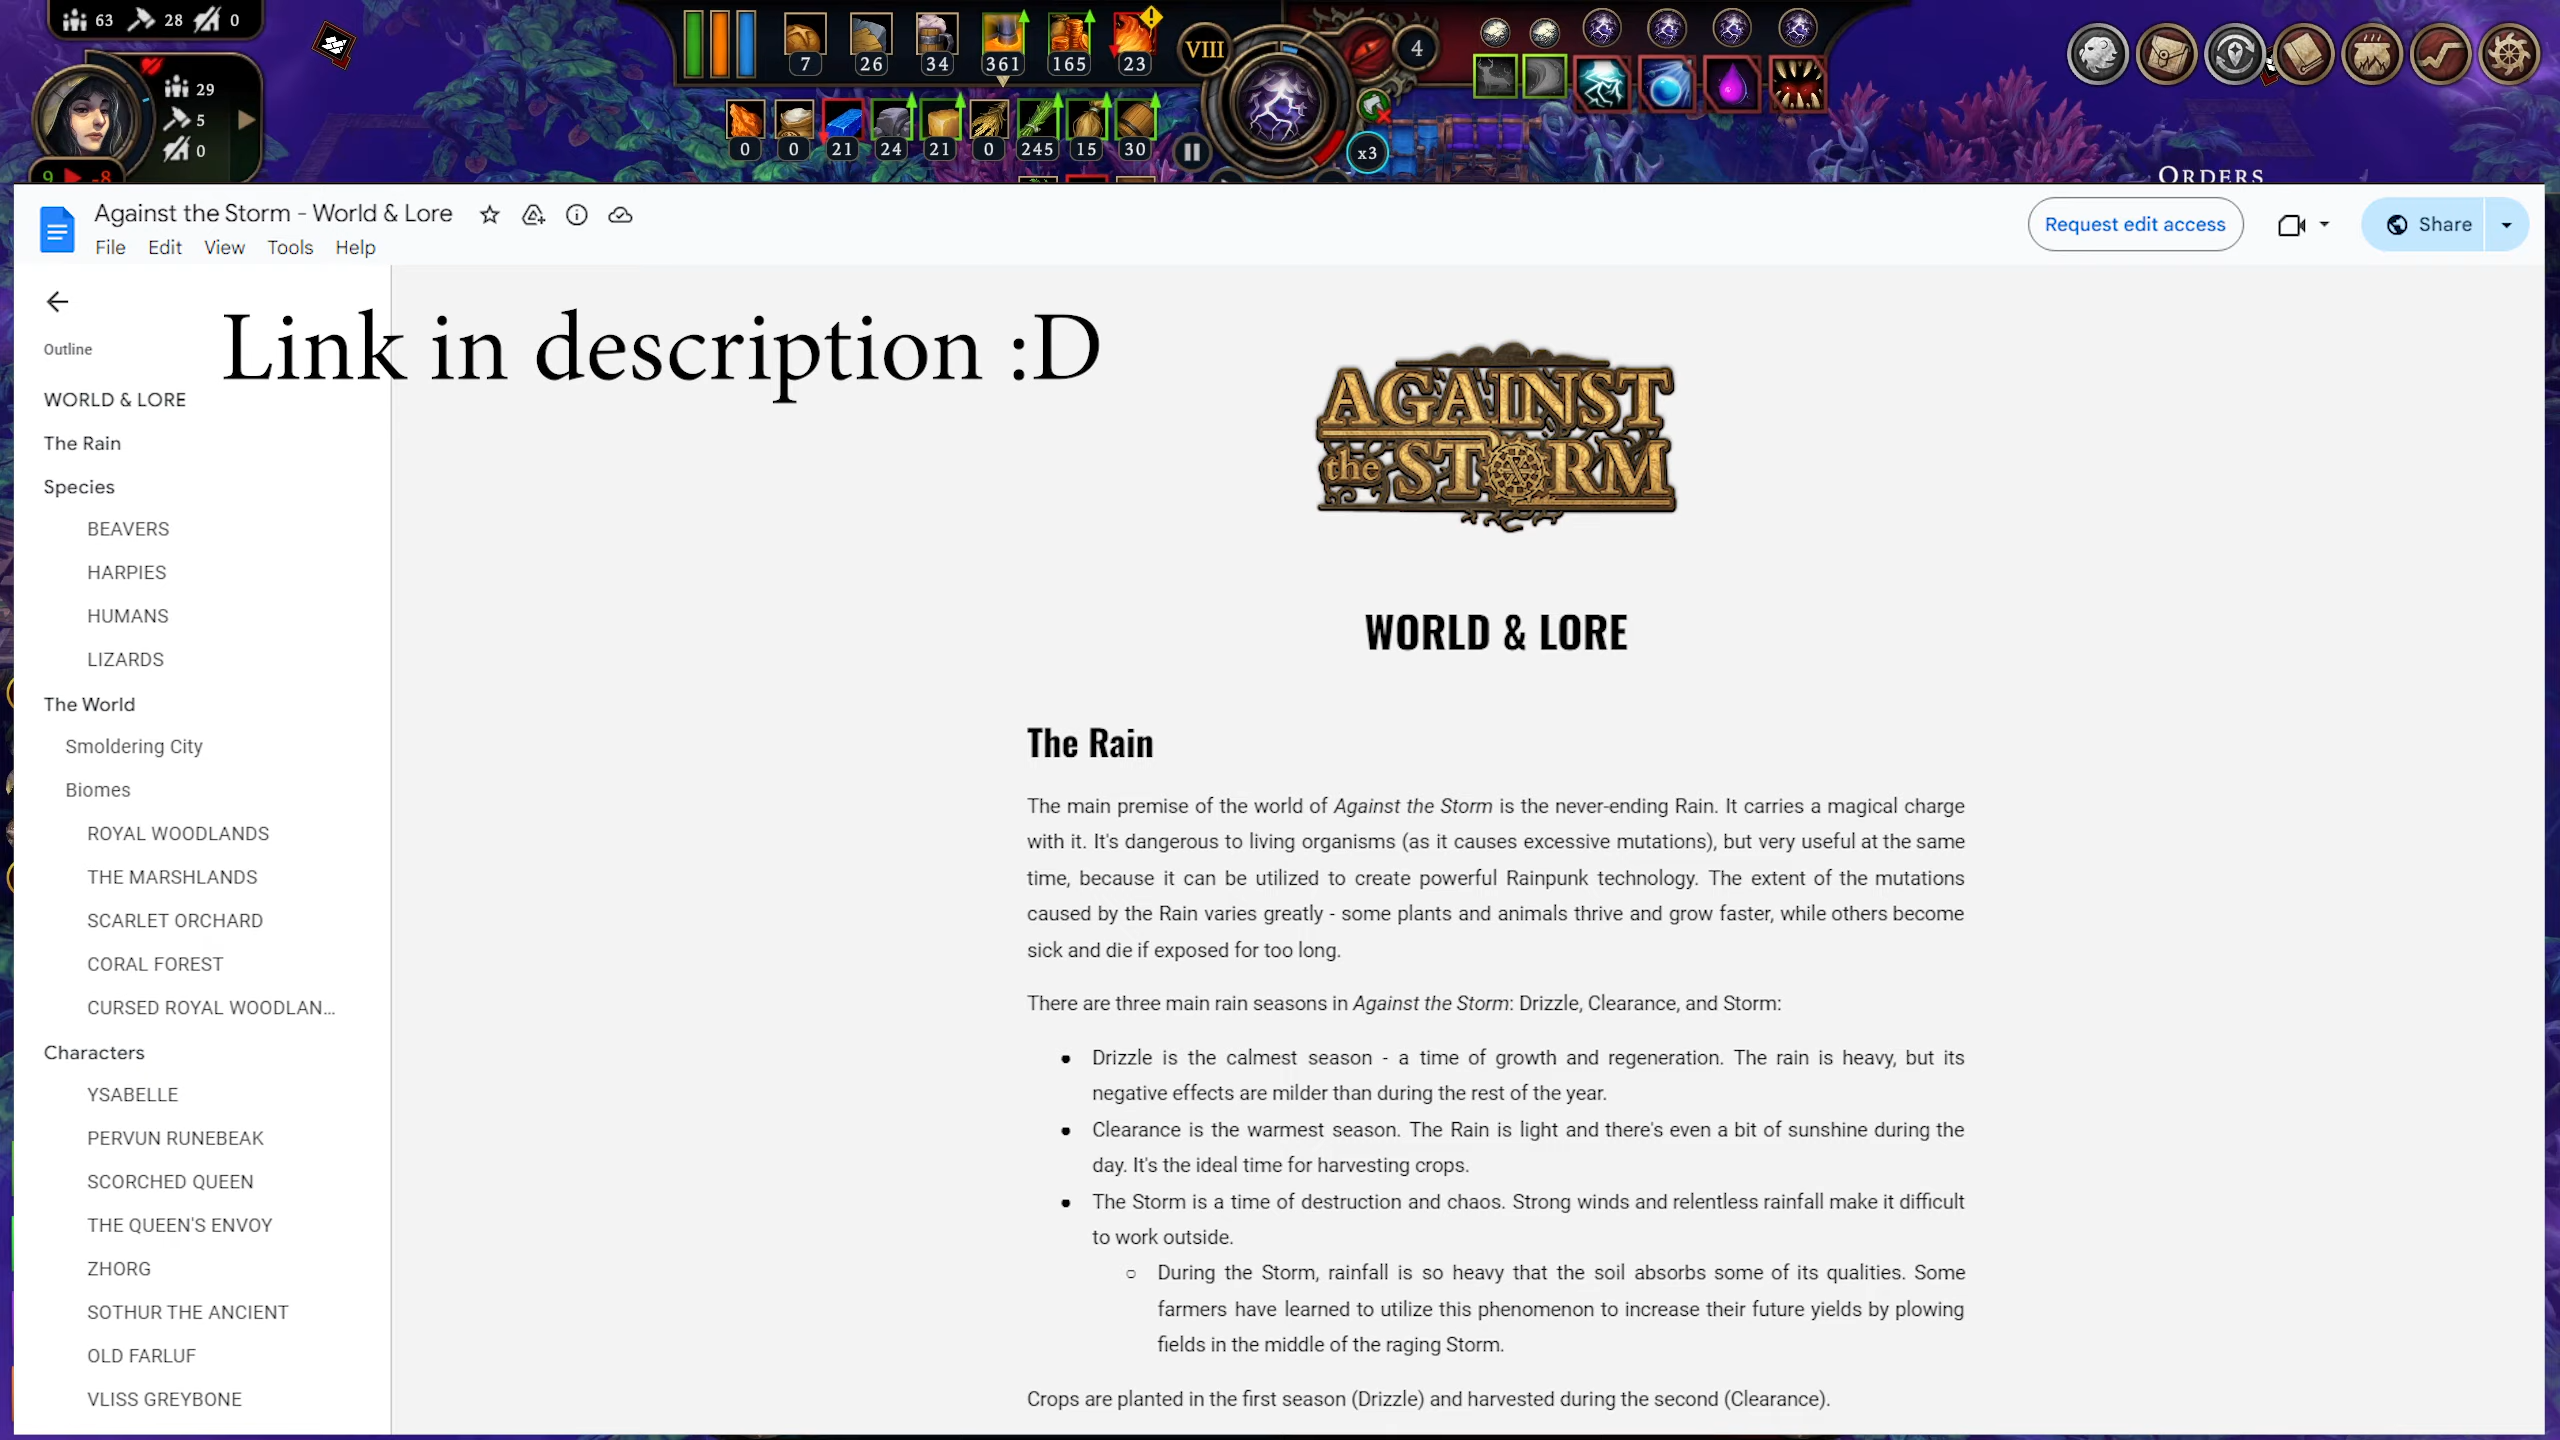 63 28 0
7 26 34 361 165 23
VIII
4
29
5
0
0 0 21 24 21 0 245 15 30
x3
9 -8
ORDERS
Against the Storm - World & Lore
File Edit View Tools Help
Request edit access
Share
Link in description :D
Outline
WORLD & LORE
The Rain
Species
BEAVERS
HARPIES
HUMANS
LIZARDS
The World
Smoldering City
Biomes
ROYAL WOODLANDS
THE MARSHLANDS
SCARLET ORCHARD
CORAL FOREST
CURSED ROYAL WOODLAN...
Characters
YSABELLE
PERVUN RUNEBEAK
SCORCHED QUEEN
THE QUEEN'S ENVOY
ZHORG
SOTHUR THE ANCIENT
OLD FARLUF
VLISS GREYBONE
AGAINST
the STORM
WORLD & LORE
The Rain
The main premise of the world of Against the Storm is the never-ending Rain. It carries a magical charge
with it. It's dangerous to living organisms (as it causes excessive mutations), but very useful at the same
time, because it can be utilized to create powerful Rainpunk technology. The extent of the mutations
caused by the Rain varies greatly - some plants and animals thrive and grow faster, while others become
sick and die if exposed for too long.
There are three main rain seasons in Against the Storm: Drizzle, Clearance, and Storm:
● Drizzle is the calmest season - a time of growth and regeneration. The rain is heavy, but its
negative effects are milder than during the rest of the year.
● Clearance is the warmest season. The Rain is light and there's even a bit of sunshine during the
day. It's the ideal time for harvesting crops.
● The Storm is a time of destruction and chaos. Strong winds and relentless rainfall make it difficult
to work outside.
○ During the Storm, rainfall is so heavy that the soil absorbs some of its qualities. Some
farmers have learned to utilize this phenomenon to increase their future yields by plowing
fields in the middle of the raging Storm.
Crops are planted in the first season (Drizzle) and harvested during the second (Clearance).